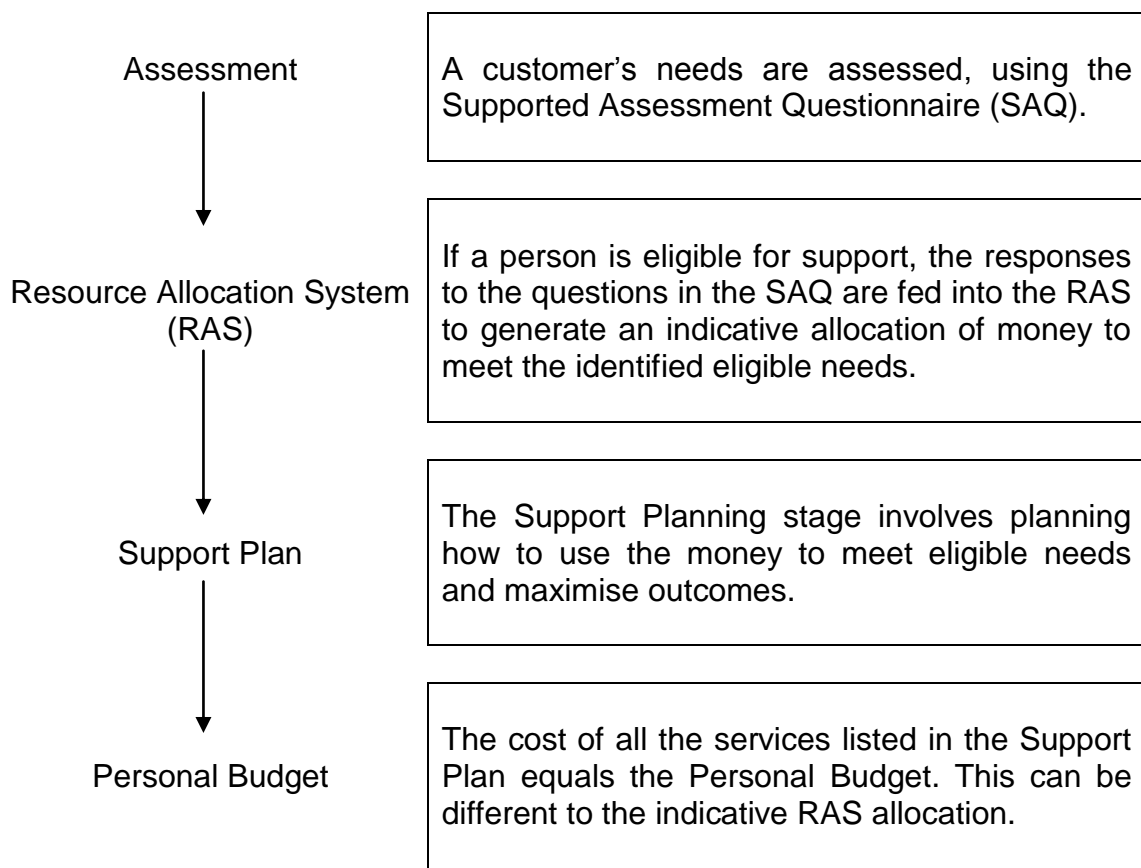 Assessment
A customer’s needs are assessed, using the
Supported Assessment Questionnaire (SAQ).
Resource Allocation System
(RAS)
If a person is eligible for support, the responses
to the questions in the SAQ are fed into the RAS
to generate an indicative allocation of money to
meet the identified eligible needs.
Support Plan
The Support Planning stage involves planning
how to use the money to meet eligible needs
and maximise outcomes.
Personal Budget
The cost of all the services listed in the Support
Plan equals the Personal Budget. This can be
different to the indicative RAS allocation.